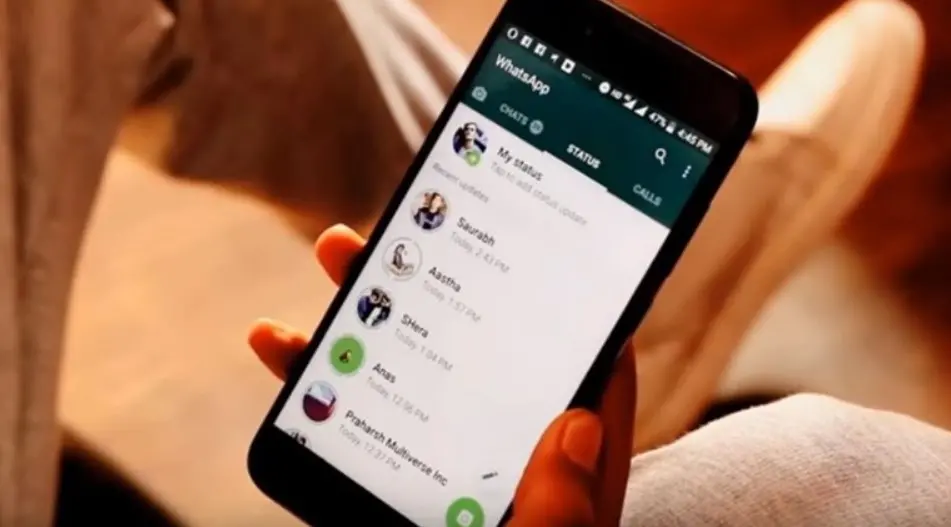 47% 4:45 PM
WhatsApp
CHATS
STATUS
CALLS
My status
Tap to add status update
Recent updates
Saurabh
Today, 2:43 PM
Aastha
Today, 1:57 PM
SHera
Today, 1:04 PM
Anas
Today, 12:56 PM
Praharsh Multiverse Inc
Today, 12:37 PM